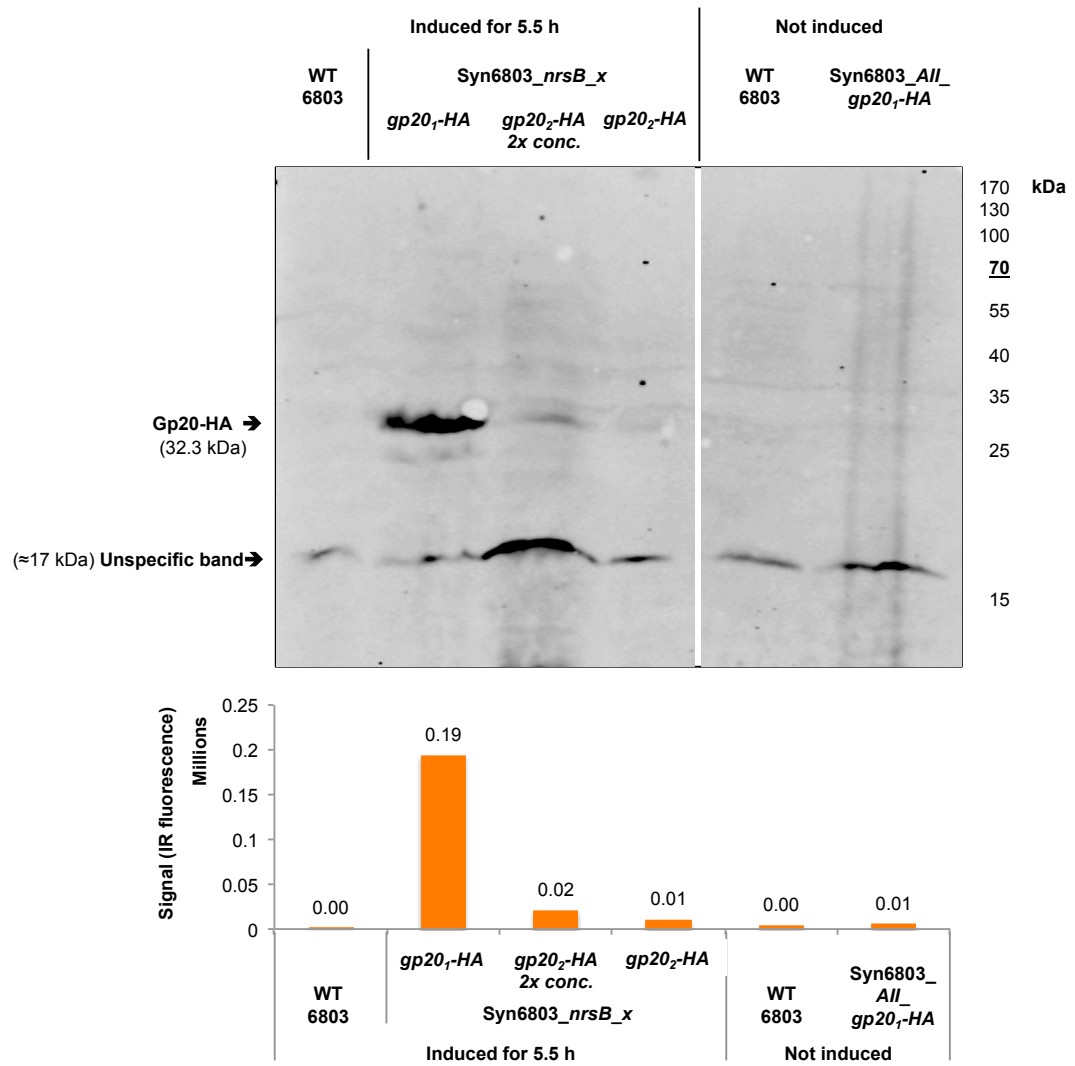 Induced for 5.5 h
Not induced
WT
6803
Syn6803_nrsB_x
gp20₁-HA
gp20₂-HA
2x conc.
gp20₂-HA
WT
6803
Syn6803_All_
gp20₁-HA
170 kDa
130
100
70
55
40
35
25
15
Gp20-HA ➔
(32.3 kDa)
(≈17 kDa) Unspecific band➔
Signal (IR fluorescence)
Millions
0.25
0.2
0.15
0.1
0.05
0
0.00
0.19
0.02
0.01
0.00
0.01
WT
6803
gp20₁-HA
gp20₂-HA
2x conc.
gp20₂-HA
Syn6803_nrsB_x
WT
6803
Syn6803_
All_
gp20₁-HA
Induced for 5.5 h
Not induced